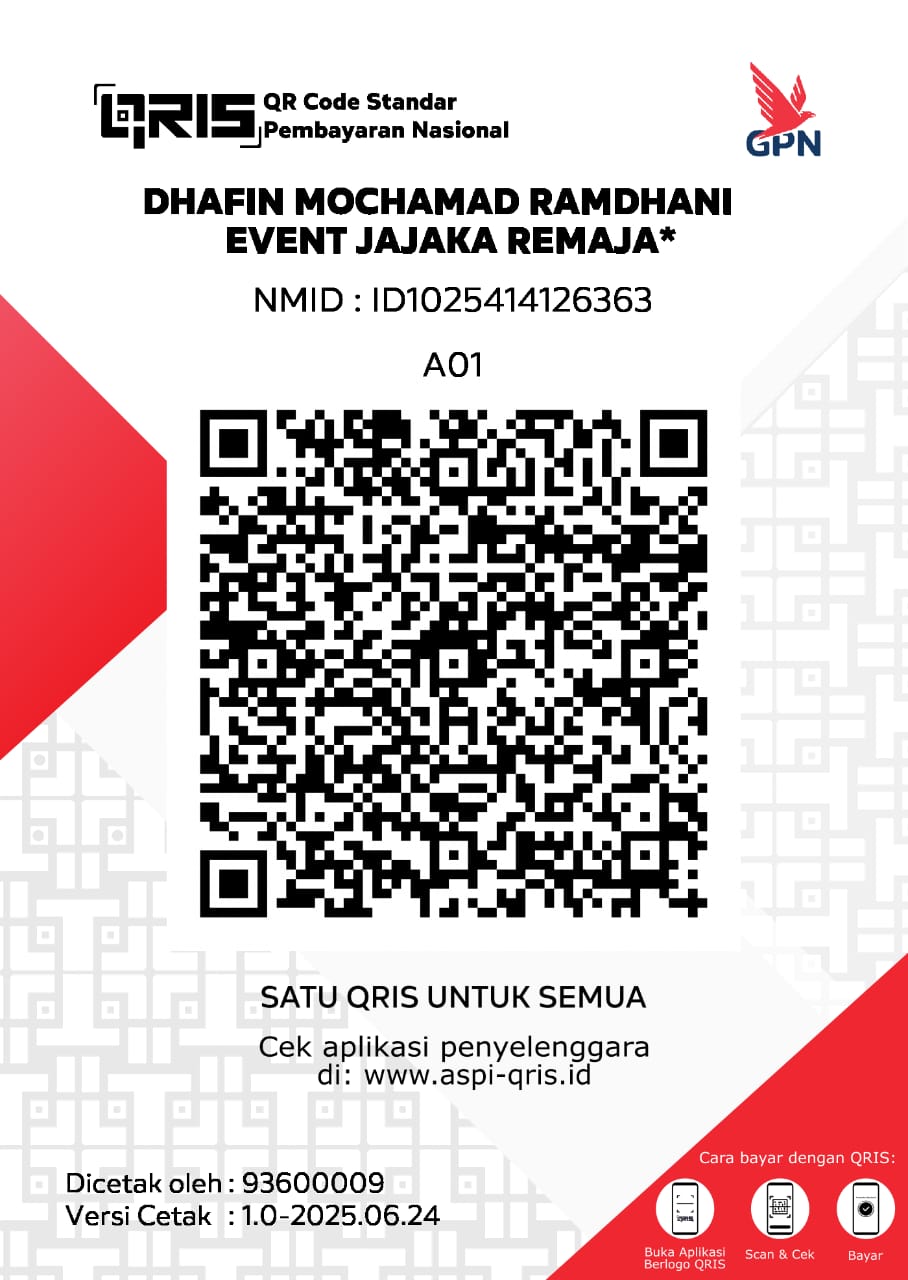 QRIS QR Code Standar
Pembayaran Nasional
GPN
DHAFIN MOCHAMAD RAMDHANI
EVENT JAJAKA REMAJA*
NMID : ID1025414126363
A01
SATU QRIS UNTUK SEMUA
Cek aplikasi penyelenggara
di: www.aspi-qris.id
Dicetak oleh : 93600009
Versi Cetak : 1.0-2025.06.24
Cara bayar dengan QRIS:
Buka Aplikasi
Berlogo QRIS
Scan & Cek
Bayar